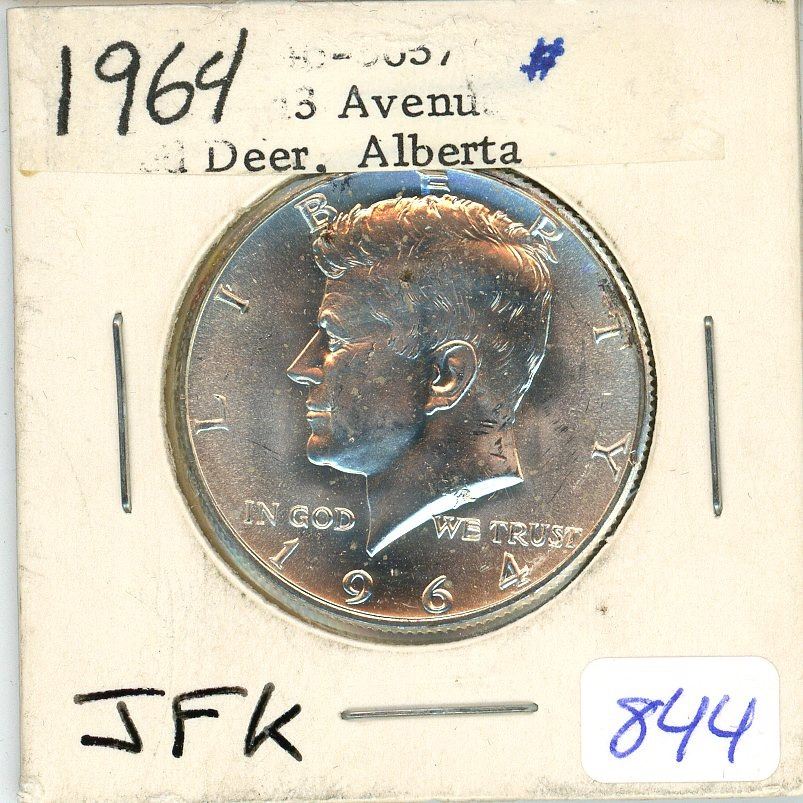 1964 #
3 Avenu
Deer, Alberta
LIBERTY
IN GOD WE TRUST
1964
JFK
844